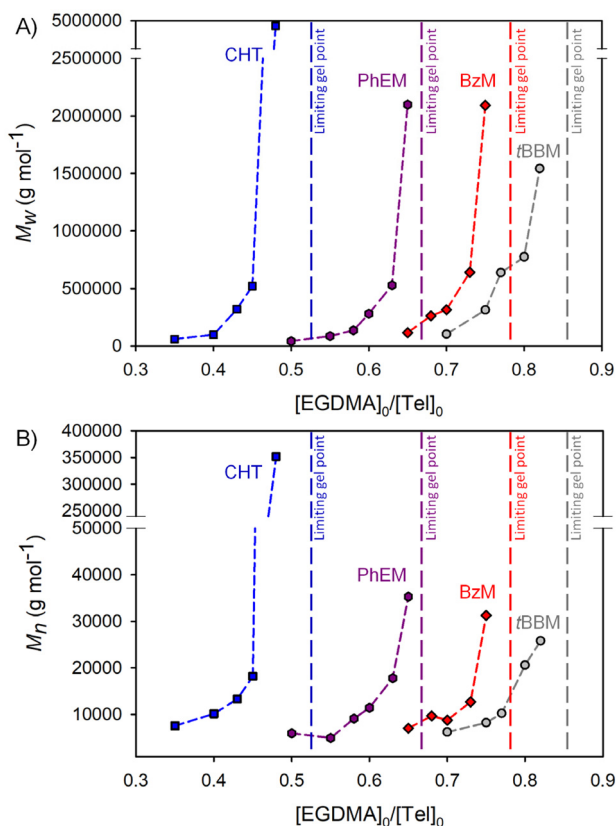 A)
5000000
2500000
2000000
1500000
1000000
500000
0
Mw (g mol−1)
CHT
PhEM
BzM
tBBM
Limiting gel point
Limiting gel point
Limiting gel point
Limiting gel point
0.3 0.4 0.5 0.6 0.7 0.8 0.9
[EGDMA]0/[Tel]0
B)
400000
350000
300000
250000
50000
40000
30000
20000
10000
Mn (g mol−1)
CHT
PhEM
BzM
tBBM
Limiting gel point
Limiting gel point
Limiting gel point
Limiting gel point
0.3 0.4 0.5 0.6 0.7 0.8 0.9
[EGDMA]0/[Tel]0